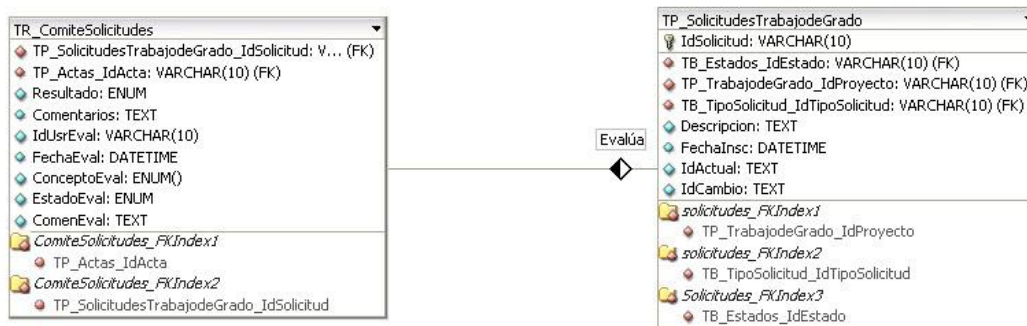 TR_ComiteSolicitudes
TP_SolicitudesTrabajodeGrado_IdSolicitud: V... (FK)
TP_Actas_IdActa: VARCHAR(10) (FK)
Resultado: ENUM
Comentarios: TEXT
IdUsrEval: VARCHAR(10)
FechaEval: DATETIME
ConceptoEval: ENUM()
EstadoEval: ENUM
ComenEval: TEXT
ComiteSolicitudes_FKIndex1
TP_Actas_IdActa
ComiteSolicitudes_FKIndex2
TP_SolicitudesTrabajodeGrado_IdSolicitud
Evalúa
TP_SolicitudesTrabajodeGrado
IdSolicitud: VARCHAR(10)
TB_Estados_IdEstado: VARCHAR(10) (FK)
TP_TrabajodeGrado_IdProyecto: VARCHAR(10) (FK)
TB_TipoSolicitud_IdTipoSolicitud: VARCHAR(10) (FK)
Descripcion: TEXT
FechaInsc: DATETIME
IdActual: TEXT
IdCambio: TEXT
solicitudes_FKIndex1
TP_TrabajodeGrado_IdProyecto
solicitudes_FKIndex2
TB_TipoSolicitud_IdTipoSolicitud
Solicitudes_FKIndex3
TB_Estados_IdEstado